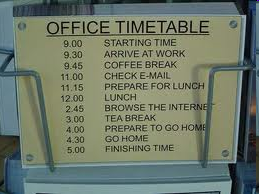 OFFICE TIMETABLE
9.00 STARTING TIME
9.30 ARRIVE AT WORK
9.45 COFFEE BREAK
11.00 CHECK E-MAIL
11.15 PREPARE FOR LUNCH
12.00 LUNCH
2.45 BROWSE THE INTERNET
3.00 TEA BREAK
4.00 PREPARE TO GO HOME
4.30 GO HOME
5.00 FINISHING TIME